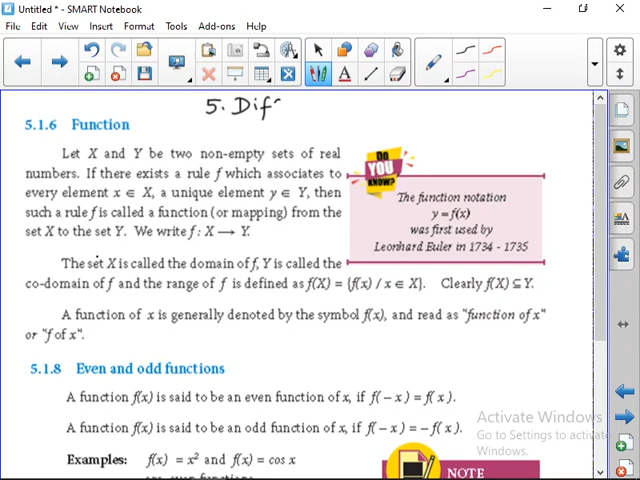 Untitled * - SMART Notebook
File Edit View Insert Format Tools Add-ons Help
5. Dif
5.1.6 Function
Let X and Y be two non-empty sets of real
numbers. If there exists a rule f which associates to
every element x ∈ X, a unique element y ∈ Y, then
such a rule f is called a function (or mapping) from the
set X to the set Y. We write f : X ⟶ Y.
DO
YOU
KNOW?
The function notation
y = f(x)
was first used by
Leonhard Euler in 1734 - 1735
The set X is called the domain of f, Y is called the
co-domain of f and the range of f is defined as f(X) = {f(x) / x ∈ X}. Clearly f(X) ⊆ Y.
A function of x is generally denoted by the symbol f(x), and read as "function of x"
or "f of x".
5.1.8 Even and odd functions
A function f(x) is said to be an even function of x, if f( – x ) = f( x ).
A function f(x) is said to be an odd function of x, if f( – x ) = – f( x ).
Examples: f(x) = x² and f(x) = cos x
are even functions
NOTE
Activate Windows
Go to Settings to activate
Windows.